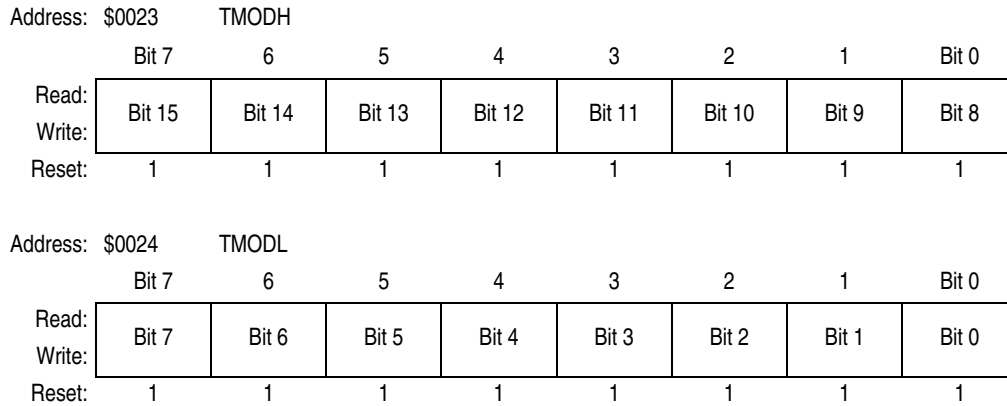 Address: $0023 TMODH
Bit 7 6 5 4 3 2 1 Bit 0
Read:
Bit 15 Bit 14 Bit 13 Bit 12 Bit 11 Bit 10 Bit 9 Bit 8
Write:
Reset: 1 1 1 1 1 1 1 1
Address: $0024 TMODL
Bit 7 6 5 4 3 2 1 Bit 0
Read:
Bit 7 Bit 6 Bit 5 Bit 4 Bit 3 Bit 2 Bit 1 Bit 0
Write:
Reset: 1 1 1 1 1 1 1 1